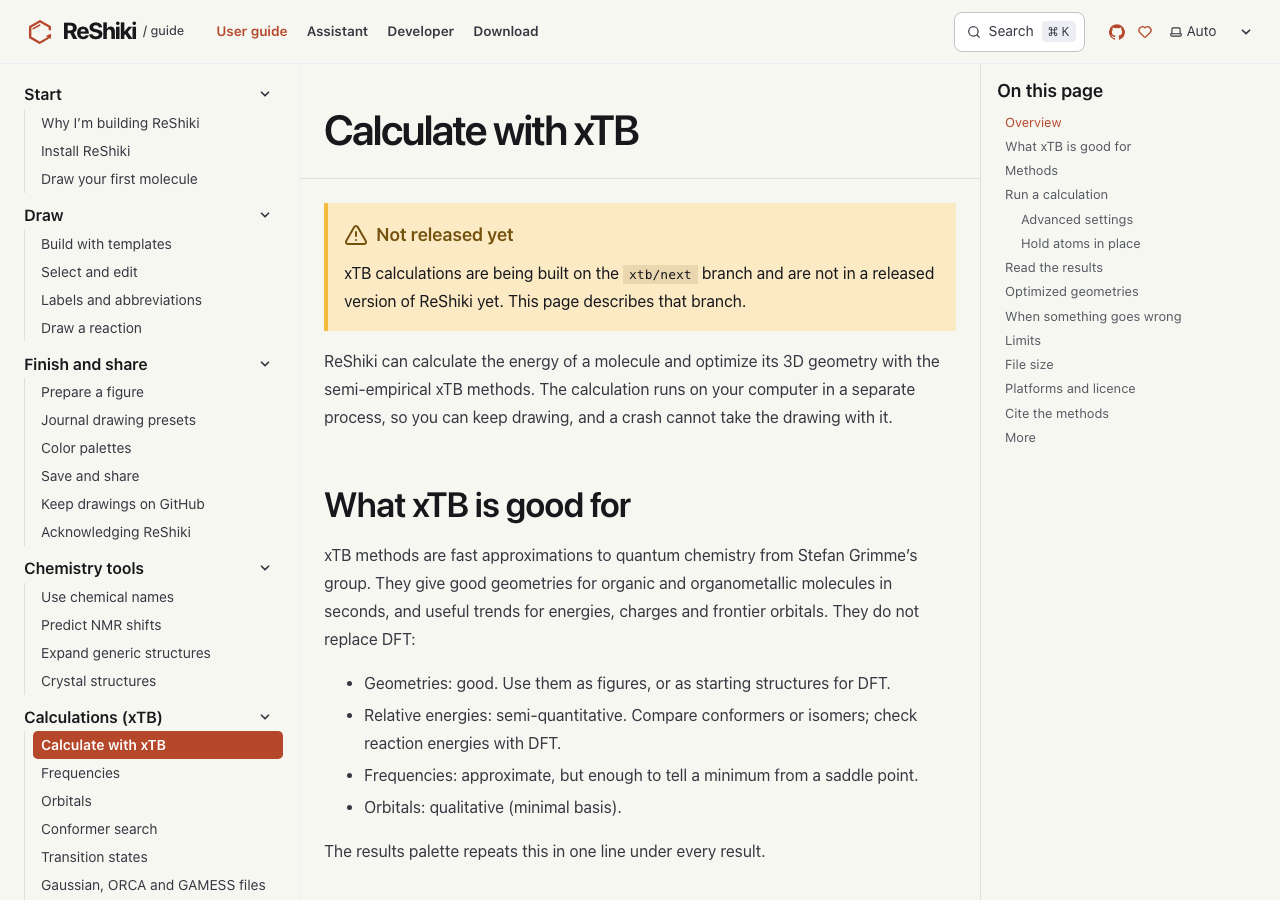 ReShiki / guide
User guide
Assistant
Developer
Download
Search ⌘ K
Auto
Start
Why I’m building ReShiki
Install ReShiki
Draw your first molecule
Draw
Build with templates
Select and edit
Labels and abbreviations
Draw a reaction
Finish and share
Prepare a figure
Journal drawing presets
Color palettes
Save and share
Keep drawings on GitHub
Acknowledging ReShiki
Chemistry tools
Use chemical names
Predict NMR shifts
Expand generic structures
Crystal structures
Calculations (xTB)
Calculate with xTB
Frequencies
Orbitals
Conformer search
Transition states
Gaussian, ORCA and GAMESS files
Calculate with xTB
Not released yet
xTB calculations are being built on the xtb/next branch and are not in a released
version of ReShiki yet. This page describes that branch.
ReShiki can calculate the energy of a molecule and optimize its 3D geometry with the
semi-empirical xTB methods. The calculation runs on your computer in a separate
process, so you can keep drawing, and a crash cannot take the drawing with it.
What xTB is good for
xTB methods are fast approximations to quantum chemistry from Stefan Grimme’s
group. They give good geometries for organic and organometallic molecules in
seconds, and useful trends for energies, charges and frontier orbitals. They do not
replace DFT:
• Geometries: good. Use them as figures, or as starting structures for DFT.
• Relative energies: semi-quantitative. Compare conformers or isomers; check
reaction energies with DFT.
• Frequencies: approximate, but enough to tell a minimum from a saddle point.
• Orbitals: qualitative (minimal basis).
The results palette repeats this in one line under every result.
On this page
Overview
What xTB is good for
Methods
Run a calculation
Advanced settings
Hold atoms in place
Read the results
Optimized geometries
When something goes wrong
Limits
File size
Platforms and licence
Cite the methods
More